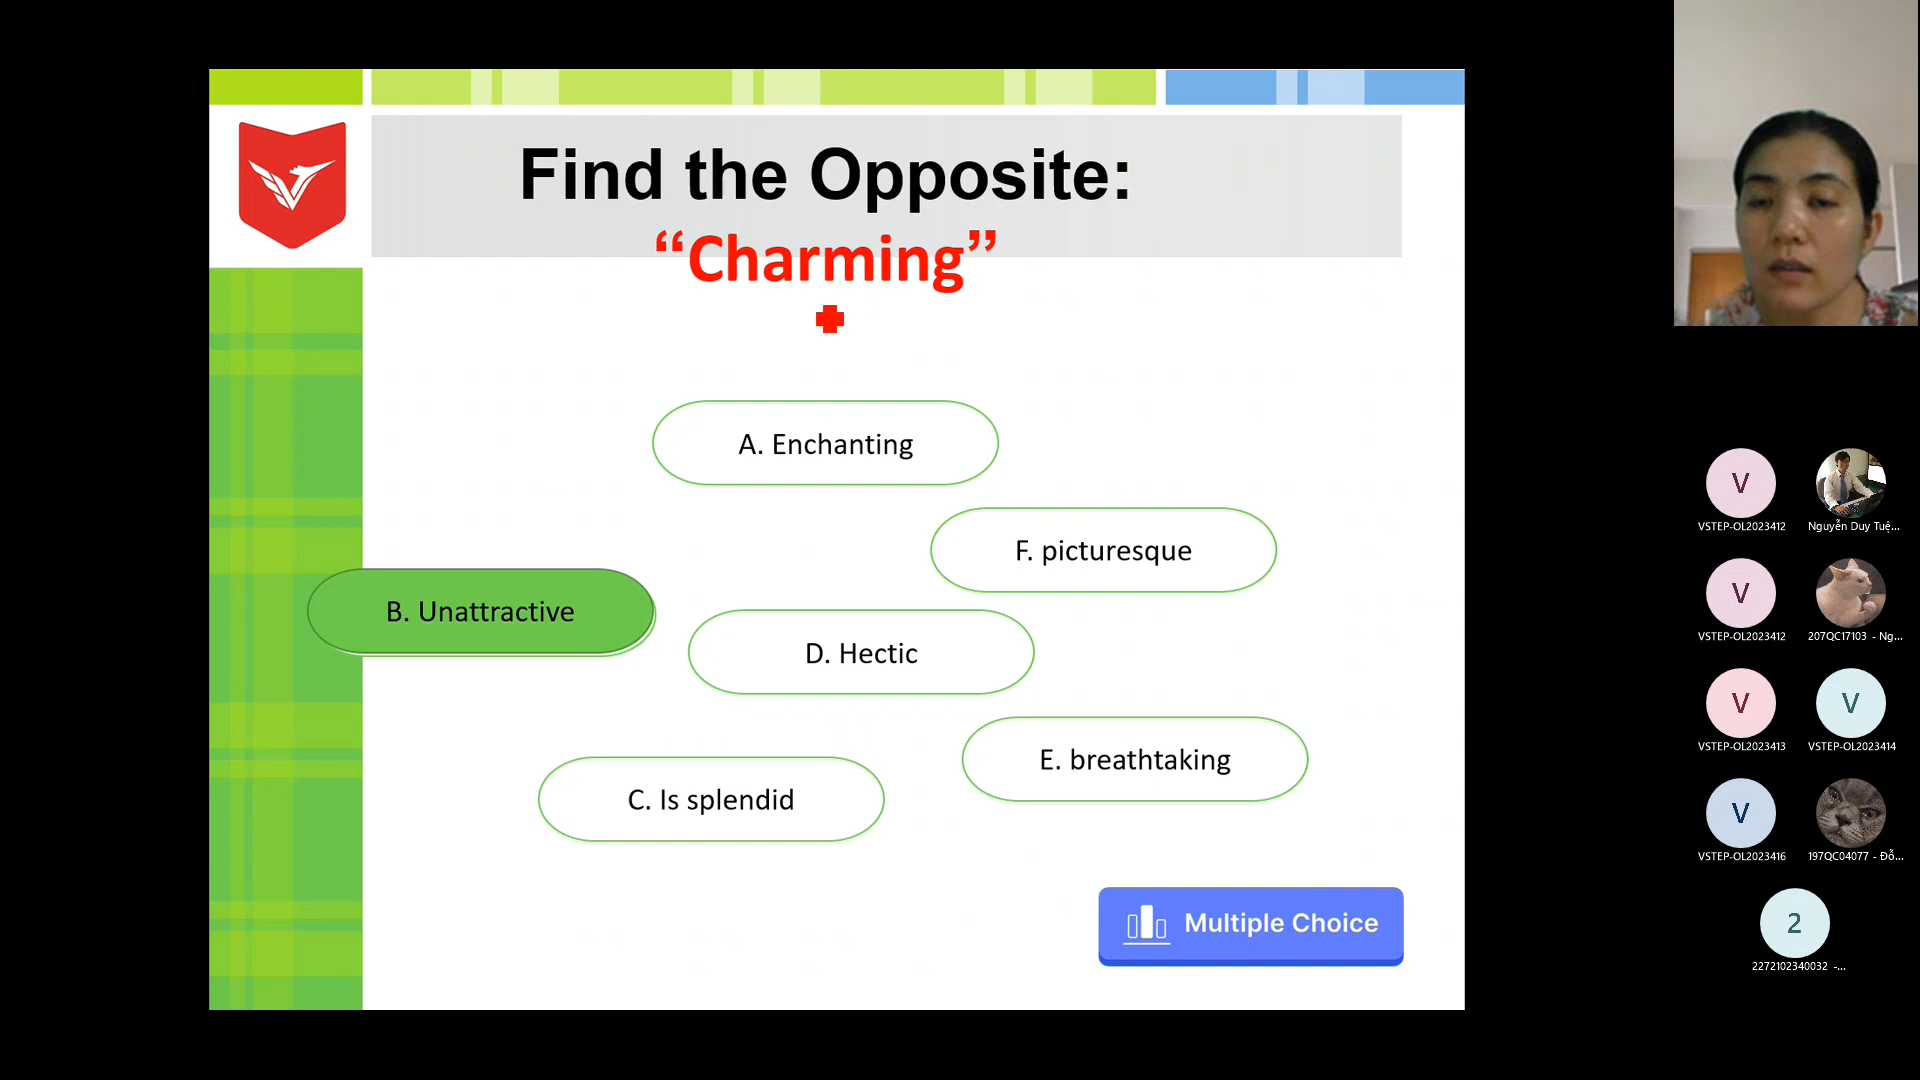 Find the Opposite:
“Charming”
A. Enchanting
F. picturesque
B. Unattractive
D. Hectic
E. breathtaking
C. Is splendid
Multiple Choice
V
VSTEP-OL2023412
Nguyễn Duy Tuệ...
V
VSTEP-OL2023412
207QC17103 - Ng...
V
VSTEP-OL2023413
V
VSTEP-OL2023414
V
VSTEP-OL2023416
197QC04077 - Đỗ...
2
2272102340032 -...